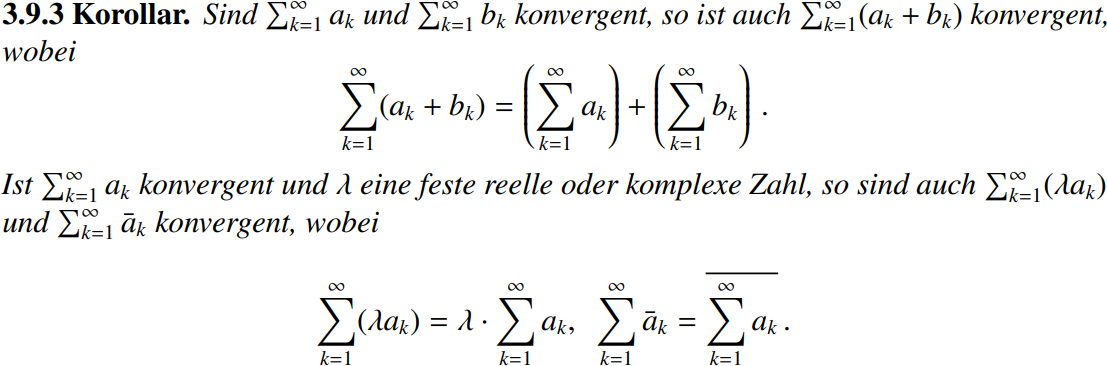 3.9.3 Korollar. Sind ∑_{k=1}^{∞} a_k und ∑_{k=1}^{∞} b_k konvergent, so ist auch ∑_{k=1}^{∞}(a_k + b_k) konvergent,
wobei
∑_{k=1}^{∞}(a_k + b_k) = (∑_{k=1}^{∞} a_k) + (∑_{k=1}^{∞} b_k) .
Ist ∑_{k=1}^{∞} a_k konvergent und λ eine feste reelle oder komplexe Zahl, so sind auch ∑_{k=1}^{∞}(λa_k)
und ∑_{k=1}^{∞} ā_k konvergent, wobei
∑_{k=1}^{∞}(λa_k) = λ · ∑_{k=1}^{∞} a_k, ∑_{k=1}^{∞} ā_k = \overline{∑_{k=1}^{∞} a_k} .